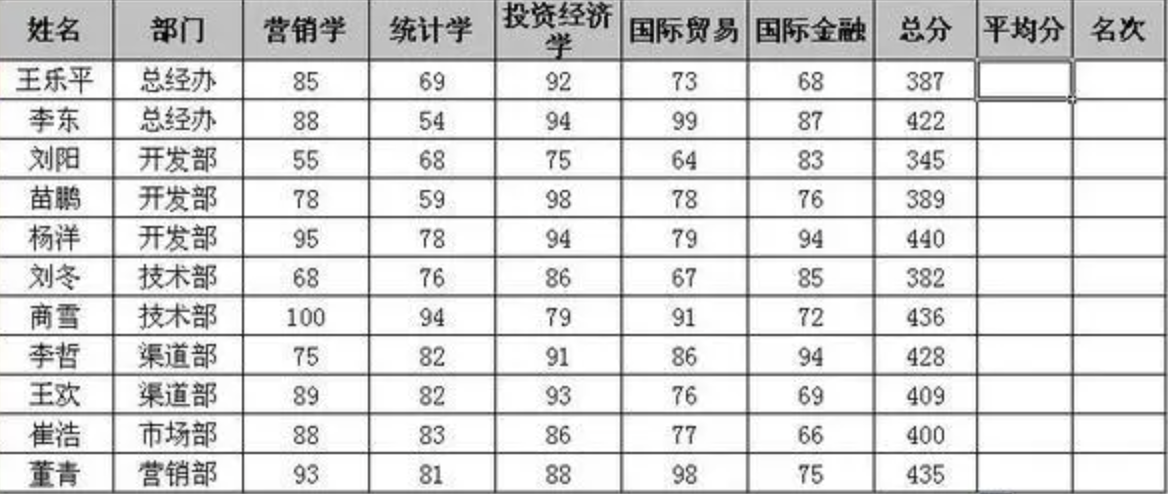 姓名 部门 营销学 统计学 投资经济学 国际贸易 国际金融 总分 平均分 名次
王乐平 总经办 85 69 92 73 68 387
李东 总经办 88 54 94 99 87 422
刘阳 开发部 55 68 75 64 83 345
苗鹏 开发部 78 59 98 78 76 389
杨洋 开发部 95 78 94 79 94 440
刘冬 技术部 68 76 86 67 85 382
商雪 技术部 100 94 79 91 72 436
李哲 渠道部 75 82 91 86 94 428
王欢 渠道部 89 82 93 76 69 409
崔浩 市场部 88 83 86 77 66 400
董青 营销部 93 81 88 98 75 435